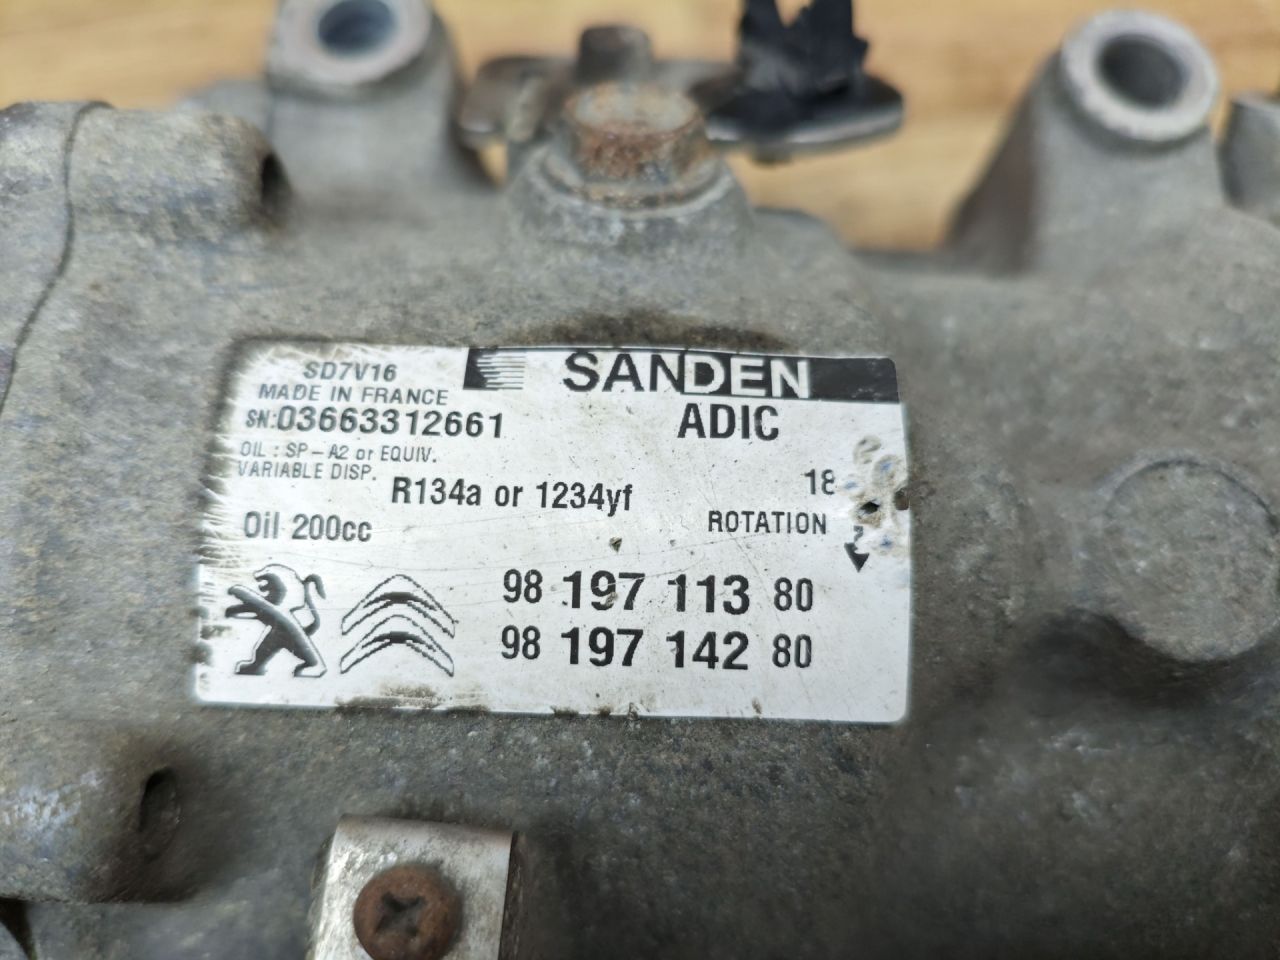 SANDEN
SD7V16
MADE IN FRANCE
SN:03663312661
ADIC
OIL : SP - A2 or EQUIV.
VARIABLE DISP.
R134a or 1234yf
18
Oil 200cc
ROTATION
98 197 113 80
98 197 142 80